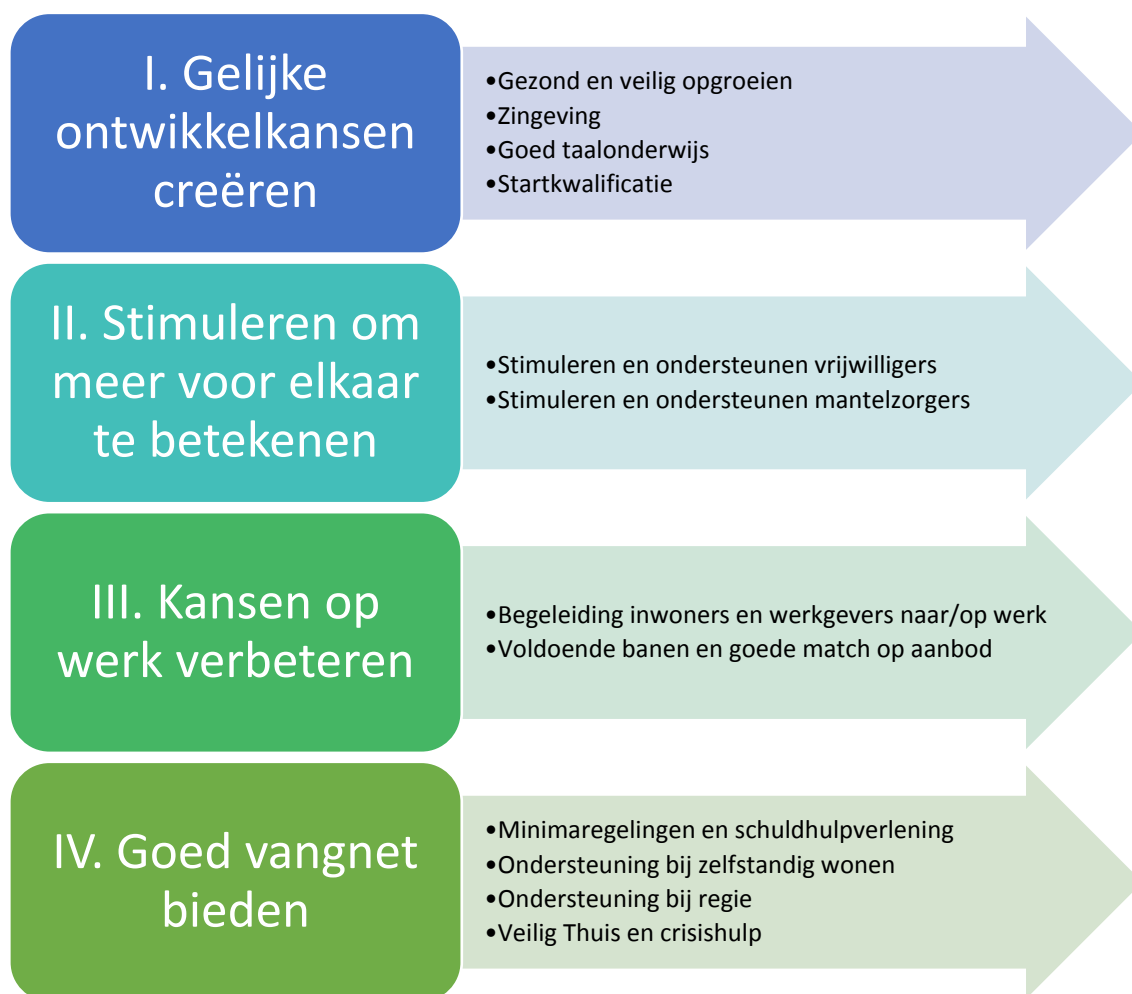 I. Gelijke
ontwikkelkansen
creëren
•Gezond en veilig opgroeien
•Zingeving
•Goed taalonderwijs
•Startkwalificatie
II. Stimuleren om
meer voor elkaar
te betekenen
•Stimuleren en ondersteunen vrijwilligers
•Stimuleren en ondersteunen mantelzorgers
III. Kansen op
werk verbeteren
•Begeleiding inwoners en werkgevers naar/op werk
•Voldoende banen en goede match op aanbod
IV. Goed vangnet
bieden
•Minimaregelingen en schuldhulpverlening
•Ondersteuning bij zelfstandig wonen
•Ondersteuning bij regie
•Veilig Thuis en crisishulp